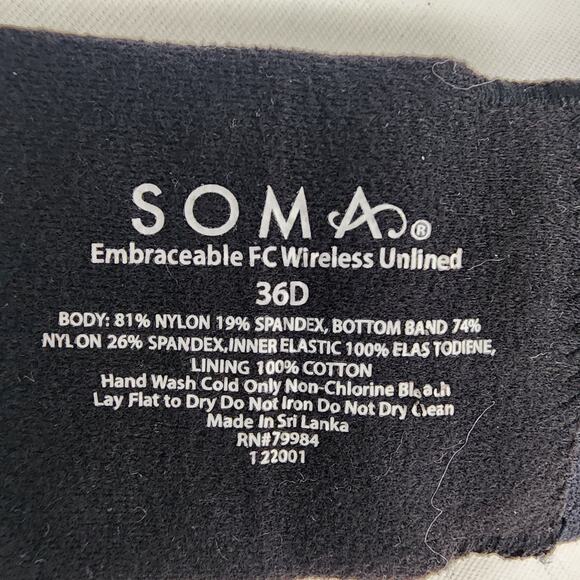 SOMA®
Embraceable FC Wireless Unlined
36D
BODY: 81% NYLON 19% SPANDEX, BOTTOM BAND 74%
NYLON 26% SPANDEX, INNER ELASTIC 100% ELAS TODIENE,
LINING 100% COTTON
Hand Wash Cold Only Non-Chlorine Bleach
Lay Flat to Dry Do Not Iron Do Not Dry Clean
Made In Sri Lanka
RN#79984
122001